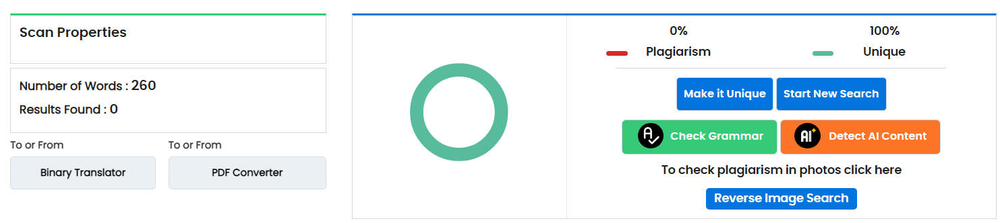 Scan Properties
Number of Words : 260
Results Found : 0
To or From
To or From
Binary Translator
PDF Converter
0%
100%
Plagiarism
Unique
Make it Unique
Start New Search
Check Grammar
AI
Detect AI Content
To check plagiarism in photos click here
Reverse Image Search